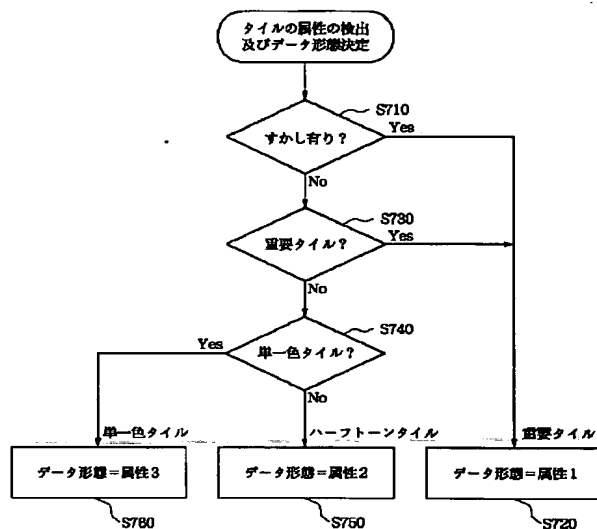 タイルの属性の検出
及びデータ形態決定
S710
すかし有り？
Yes
No
S730
重要タイル？
Yes
No
S740
Yes
単一色タイル？
No
単一色タイル
ハーフトーンタイル
重要タイル
データ形態＝属性3
データ形態＝属性2
データ形態＝属性1
S760
S750
S720